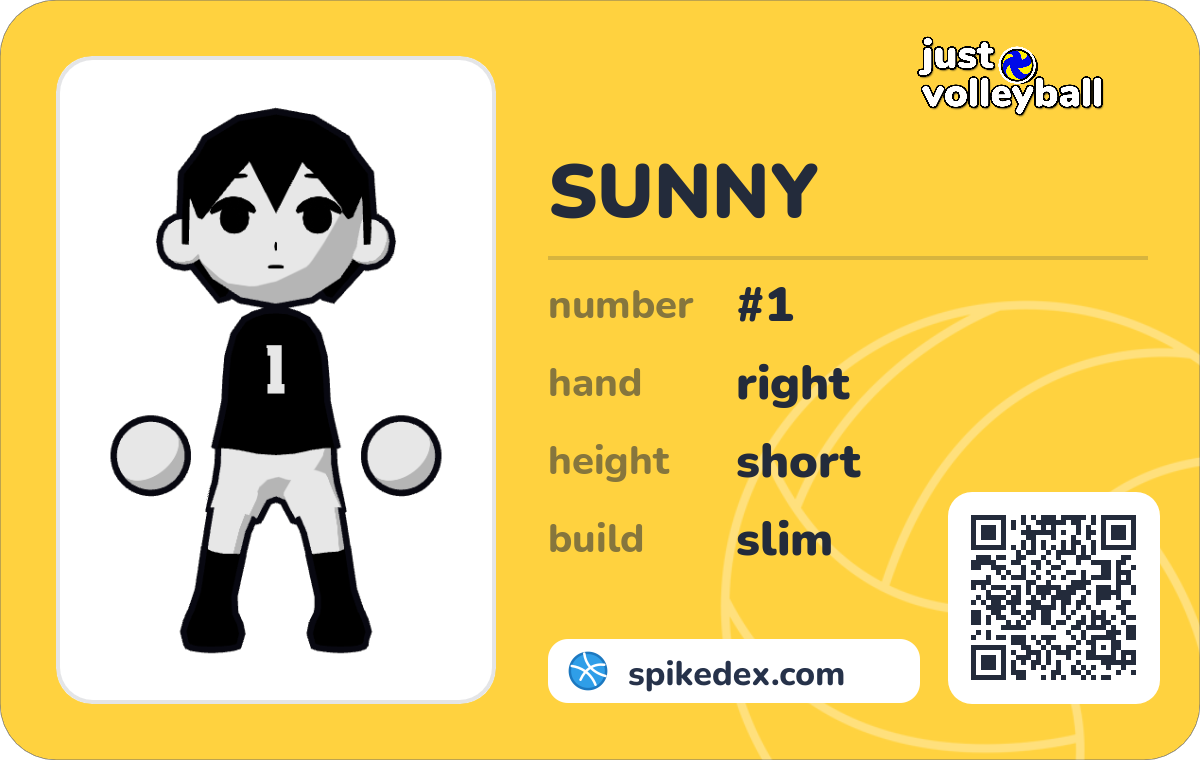 just
volleyball
SUNNY
number #1
hand right
height short
build slim
1
spikedex.com